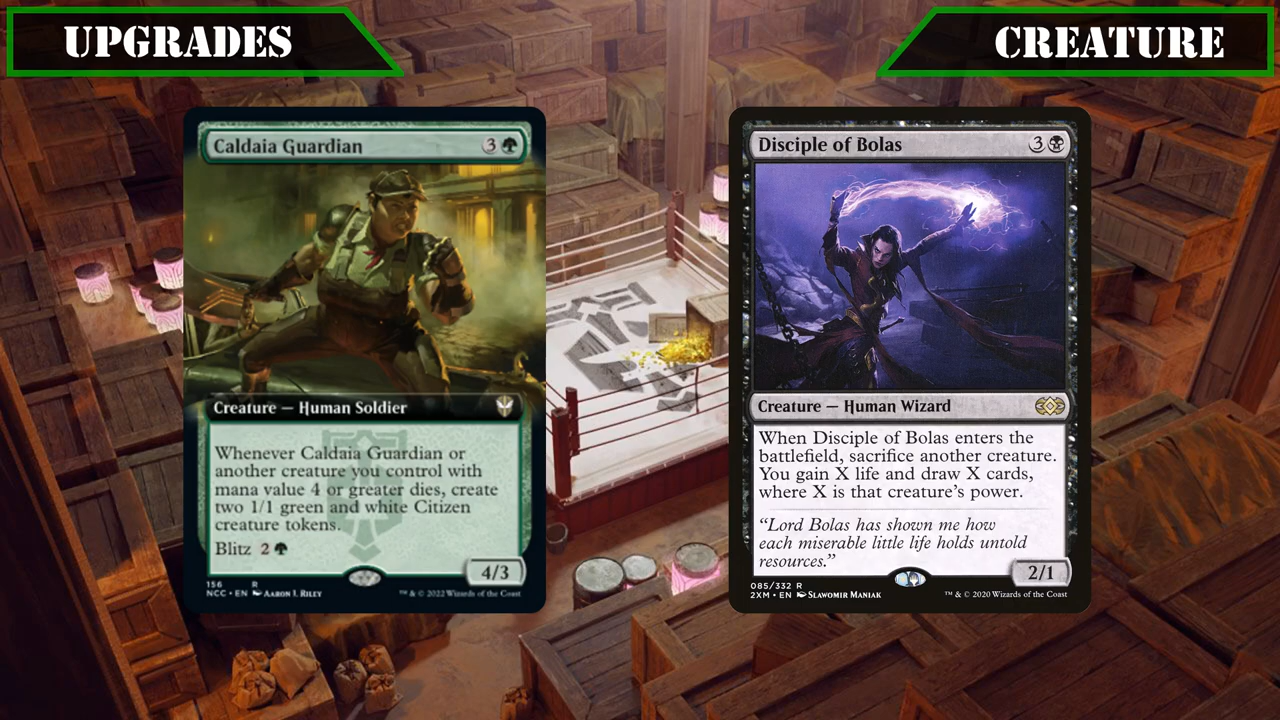 UPGRADES
CREATURE
Caldaia Guardian 3
Creature — Human Soldier
Whenever Caldaia Guardian or
another creature you control with
mana value 4 or greater dies, create
two 1/1 green and white Citizen
creature tokens.
Blitz 2
4/3
156 R
NCC • EN Aaron J. Riley
™ & © 2022 Wizards of the Coast
Disciple of Bolas 3
Creature — Human Wizard
When Disciple of Bolas enters the
battlefield, sacrifice another creature.
You gain X life and draw X cards,
where X is that creature's power.
“Lord Bolas has shown me how
each miserable little life holds untold
resources.”
2/1
085/332 R
2XM • EN Slawomir Maniak
™ & © 2020 Wizards of the Coast